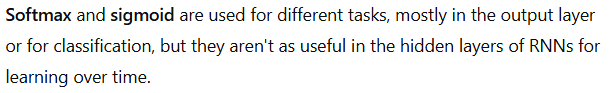 Softmax and sigmoid are used for different tasks, mostly in the output layer
or for classification, but they aren't as useful in the hidden layers of RNNs for
learning over time.